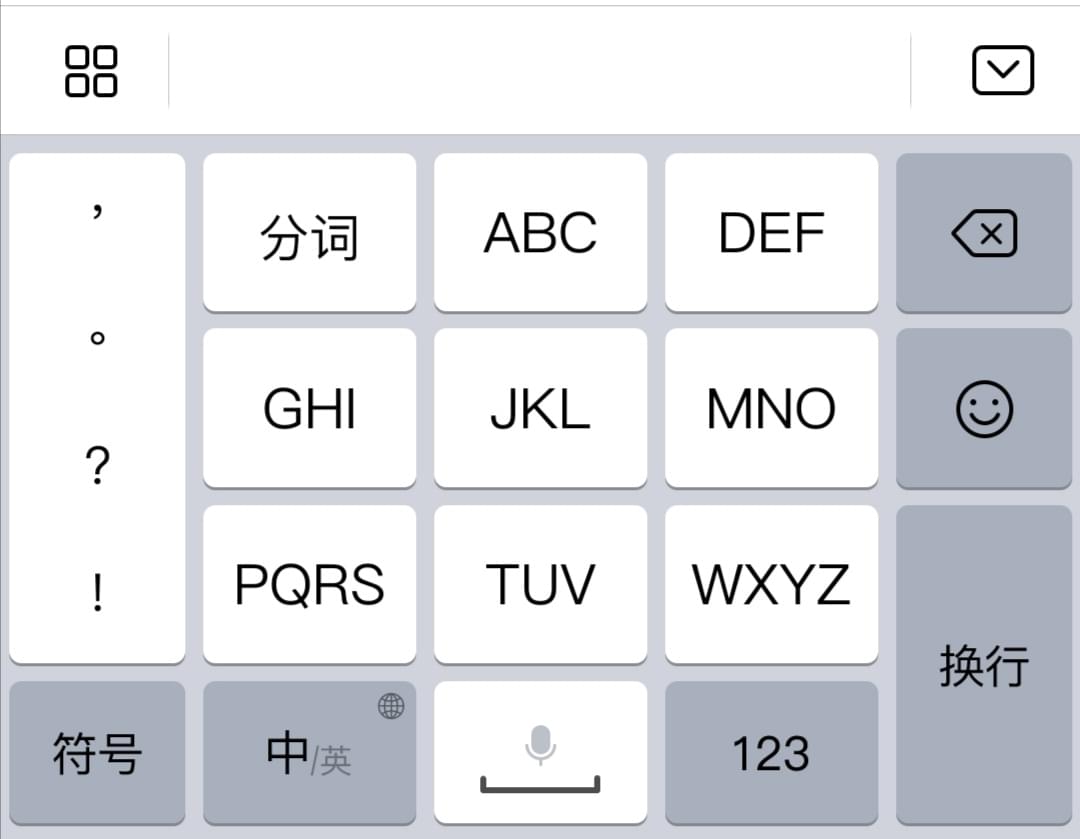 ，
分词 ABC DEF
。
GHI JKL MNO
？
！
PQRS TUV WXYZ
换行
符号 中/英 123